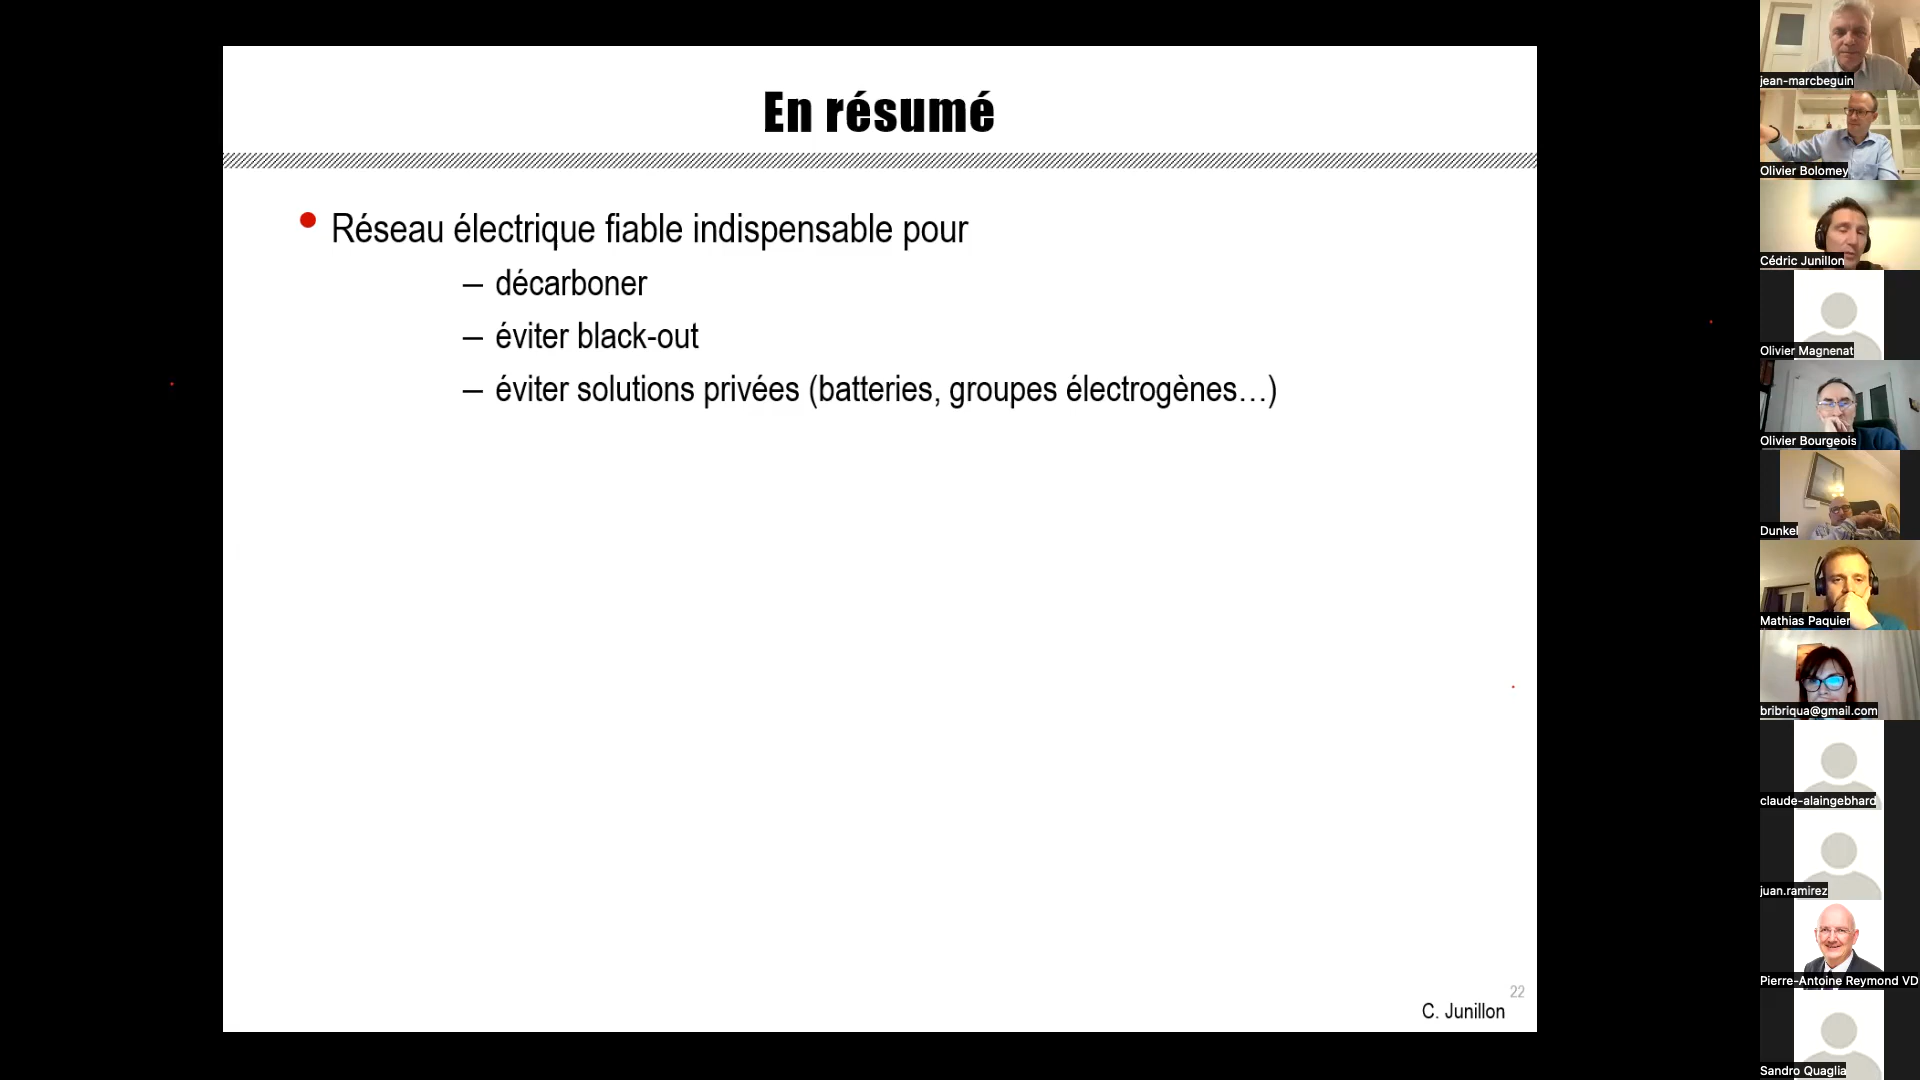 En résumé
• Réseau électrique fiable indispensable pour
– décarboner
– éviter black-out
– éviter solutions privées (batteries, groupes électrogènes…)
22
C. Junillon
jean-marcbeguin
Olivier Bolomey
Cédric Junillon
Olivier Magnenat
Olivier Bourgeois
Dunkel
Mathias Paquier
bribriqua@gmail.com
claude-alaingebhard
juan.ramirez
Pierre-Antoine Reymond VD
Sandro Quaglia